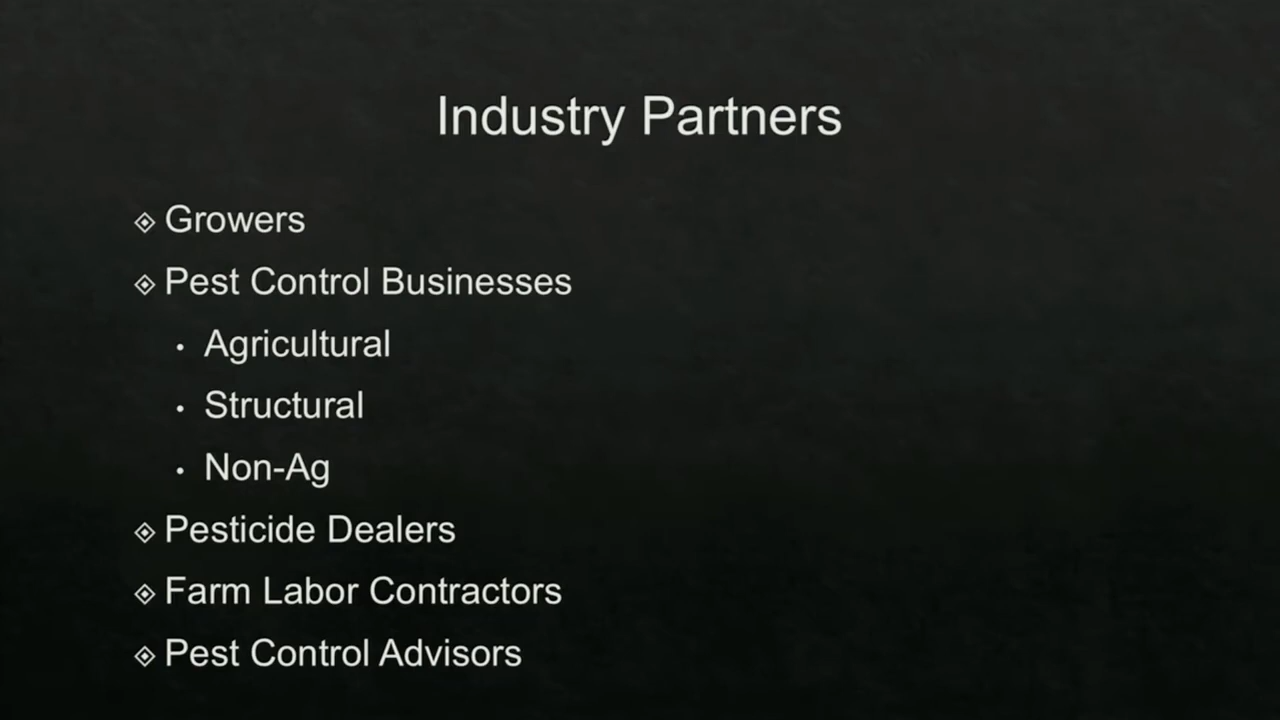 Industry Partners
Growers
Pest Control Businesses
Agricultural
Structural
Non-Ag
Pesticide Dealers
Farm Labor Contractors
Pest Control Advisors